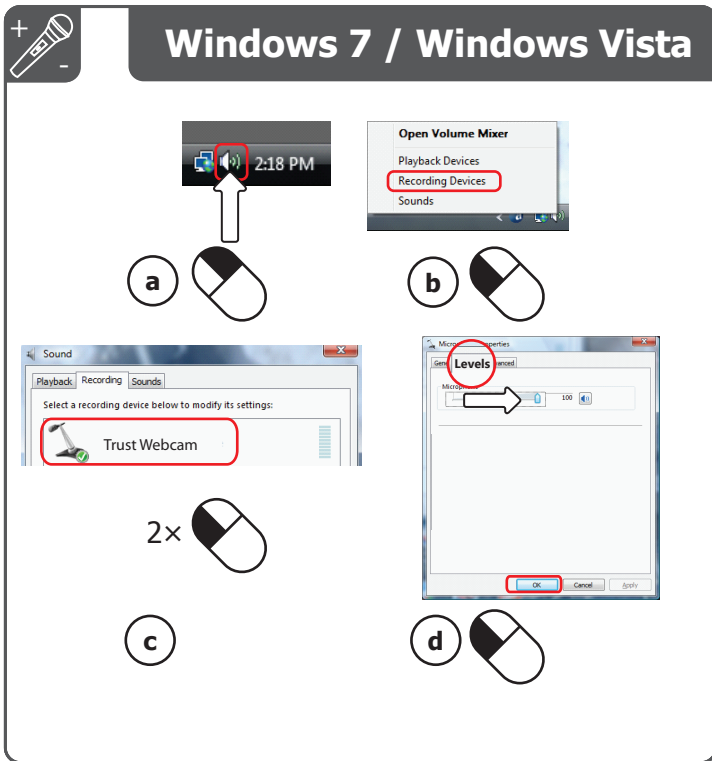 +
-
Windows 7 / Windows Vista
2:18 PM
Open Volume Mixer
Playback Devices
Recording Devices
Sounds
a
b
Sound
Playback Recording Sounds
Select a recording device below to modify its settings:
Trust Webcam
2×
c
Levels
100
OK Cancel Apply
d